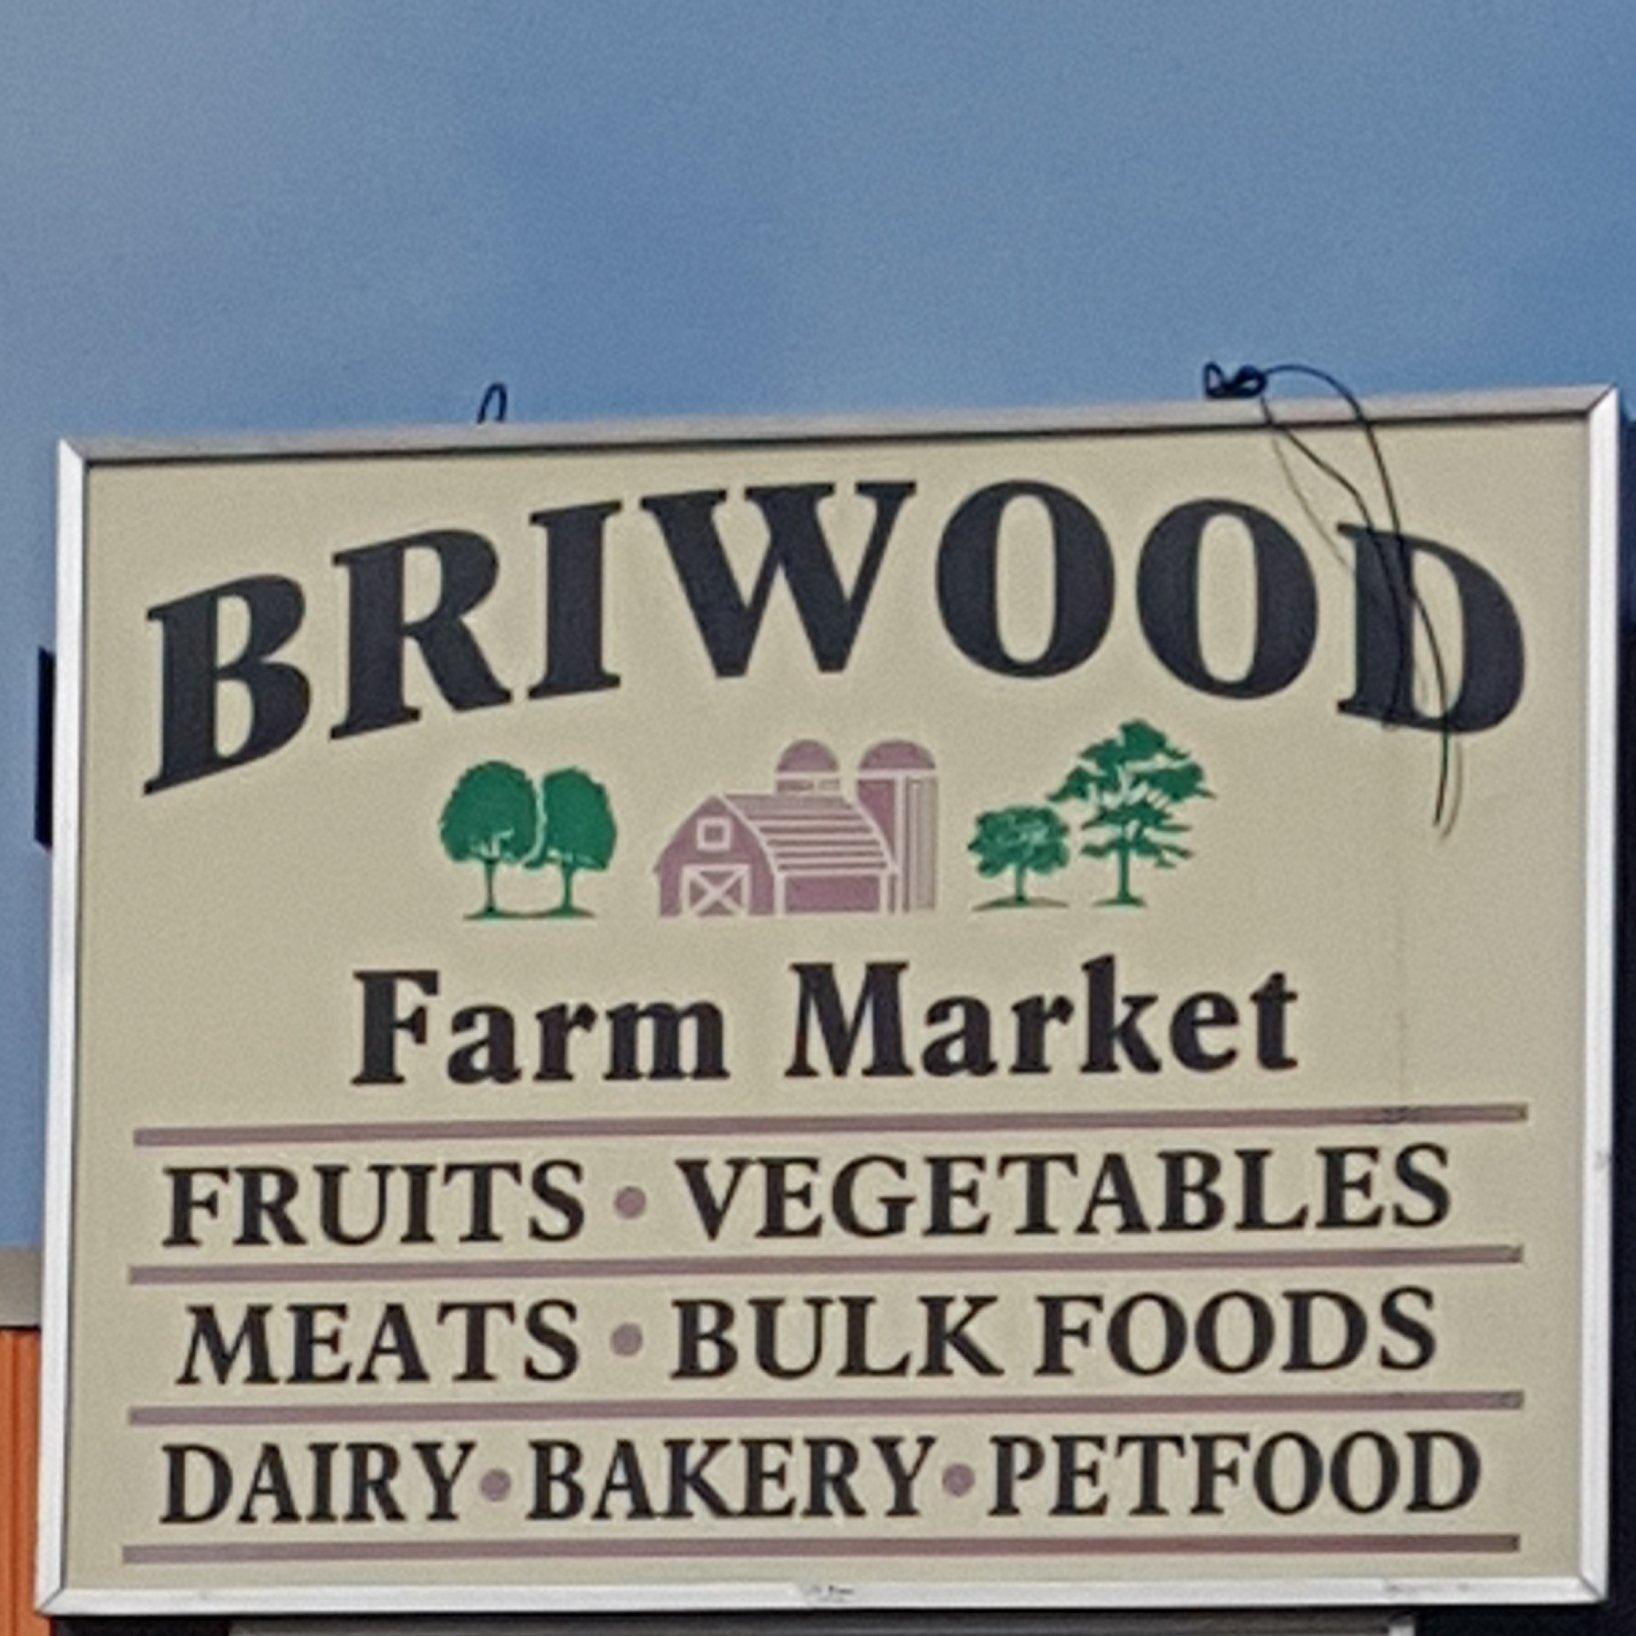 BRIWOOD
Farm Market
FRUITS • VEGETABLES
MEATS • BULK FOODS
DAIRY • BAKERY • PETFOOD